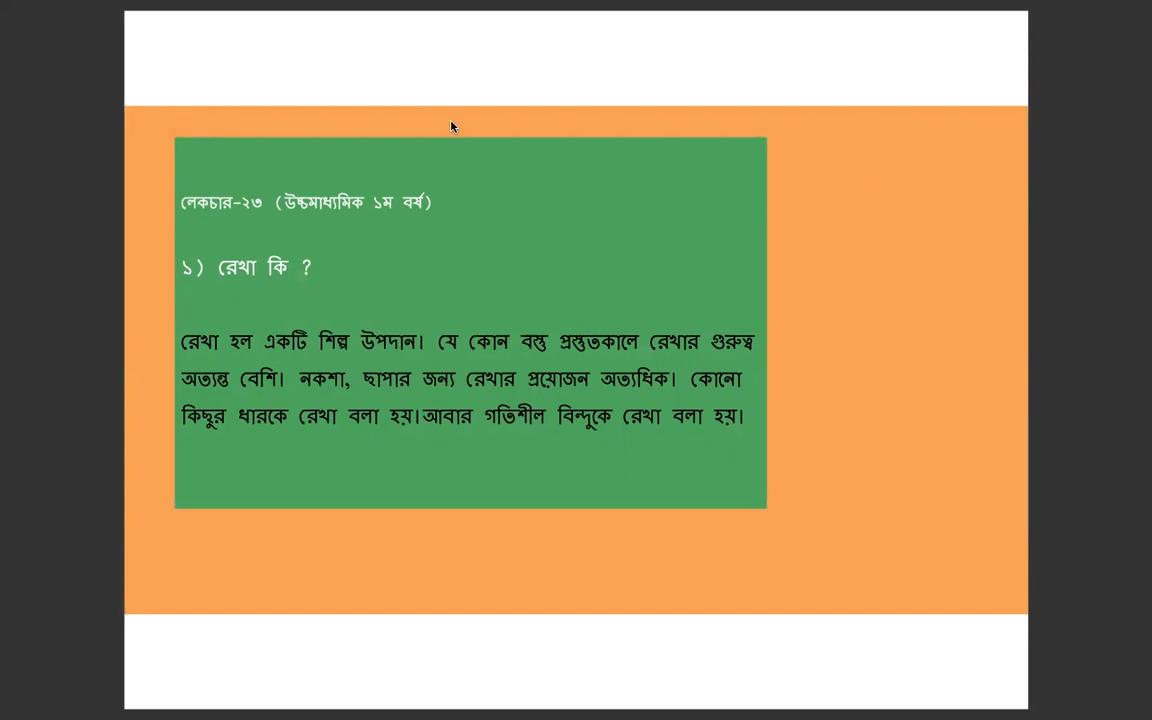 লেকচার-২৩ (উচ্চমাধ্যমিক ১ম বর্ষ)
১) রেখা কি ?
রেখা হল একটি শিল্প উপদান। যে কোন বস্তু প্রস্তুতকালে রেখার গুরুত্ব
অত্যন্ত বেশি। নকশা, ছাপার জন্য রেখার প্রয়োজন অত্যধিক। কোনো
কিছুর ধারকে রেখা বলা হয়।আবার গতিশীল বিন্দুকে রেখা বলা হয়।